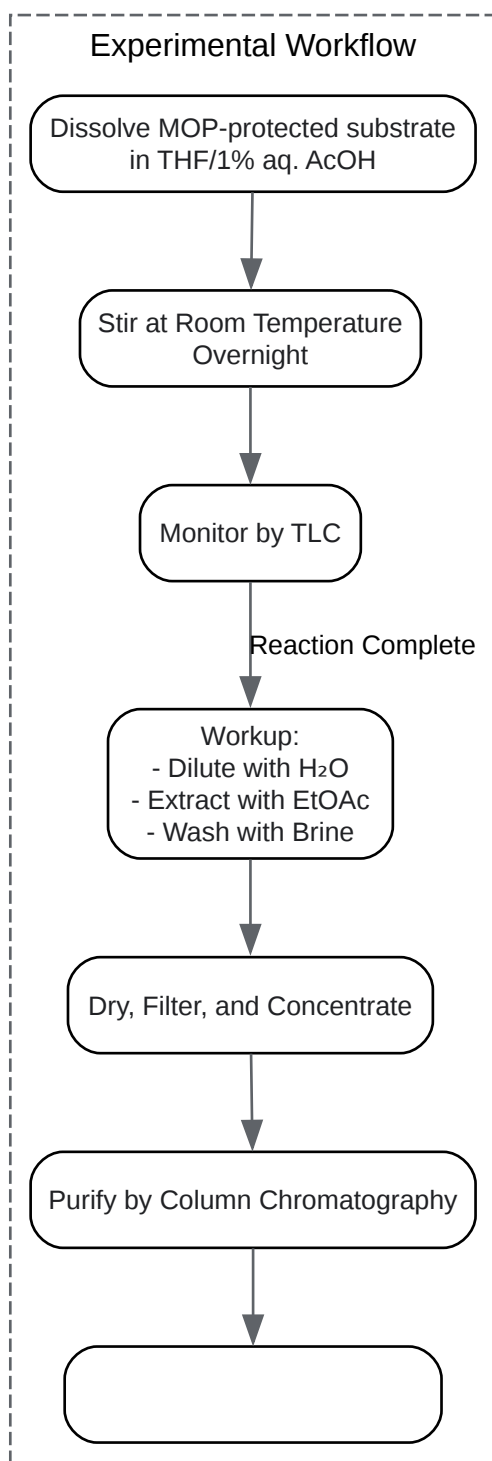 Experimental Workflow
Dissolve MOP-protected substrate
in THF/1% aq. AcOH
Stir at Room Temperature
Overnight
Monitor by TLC
Reaction Complete
Workup:
- Dilute with H₂O
- Extract with EtOAc
- Wash with Brine
Dry, Filter, and Concentrate
Purify by Column Chromatography